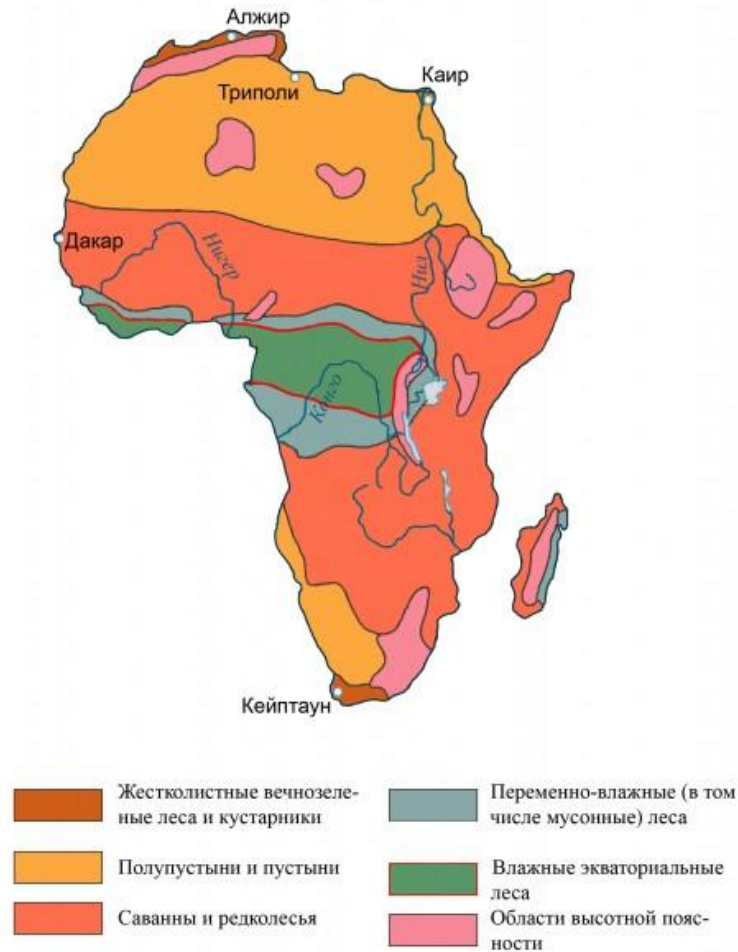 Алжир
Каир
Триполи
Дакар
Нигер
Нил
Конго
Кейптаун
Жестколистные вечнозеле-
ные леса и кустарники
Полупустыни и пустыни
Саванны и редколесья
Переменно-влажные (в том
числе мусонные) леса
Влажные экваториальные
леса
Области высотной пояс-
ности